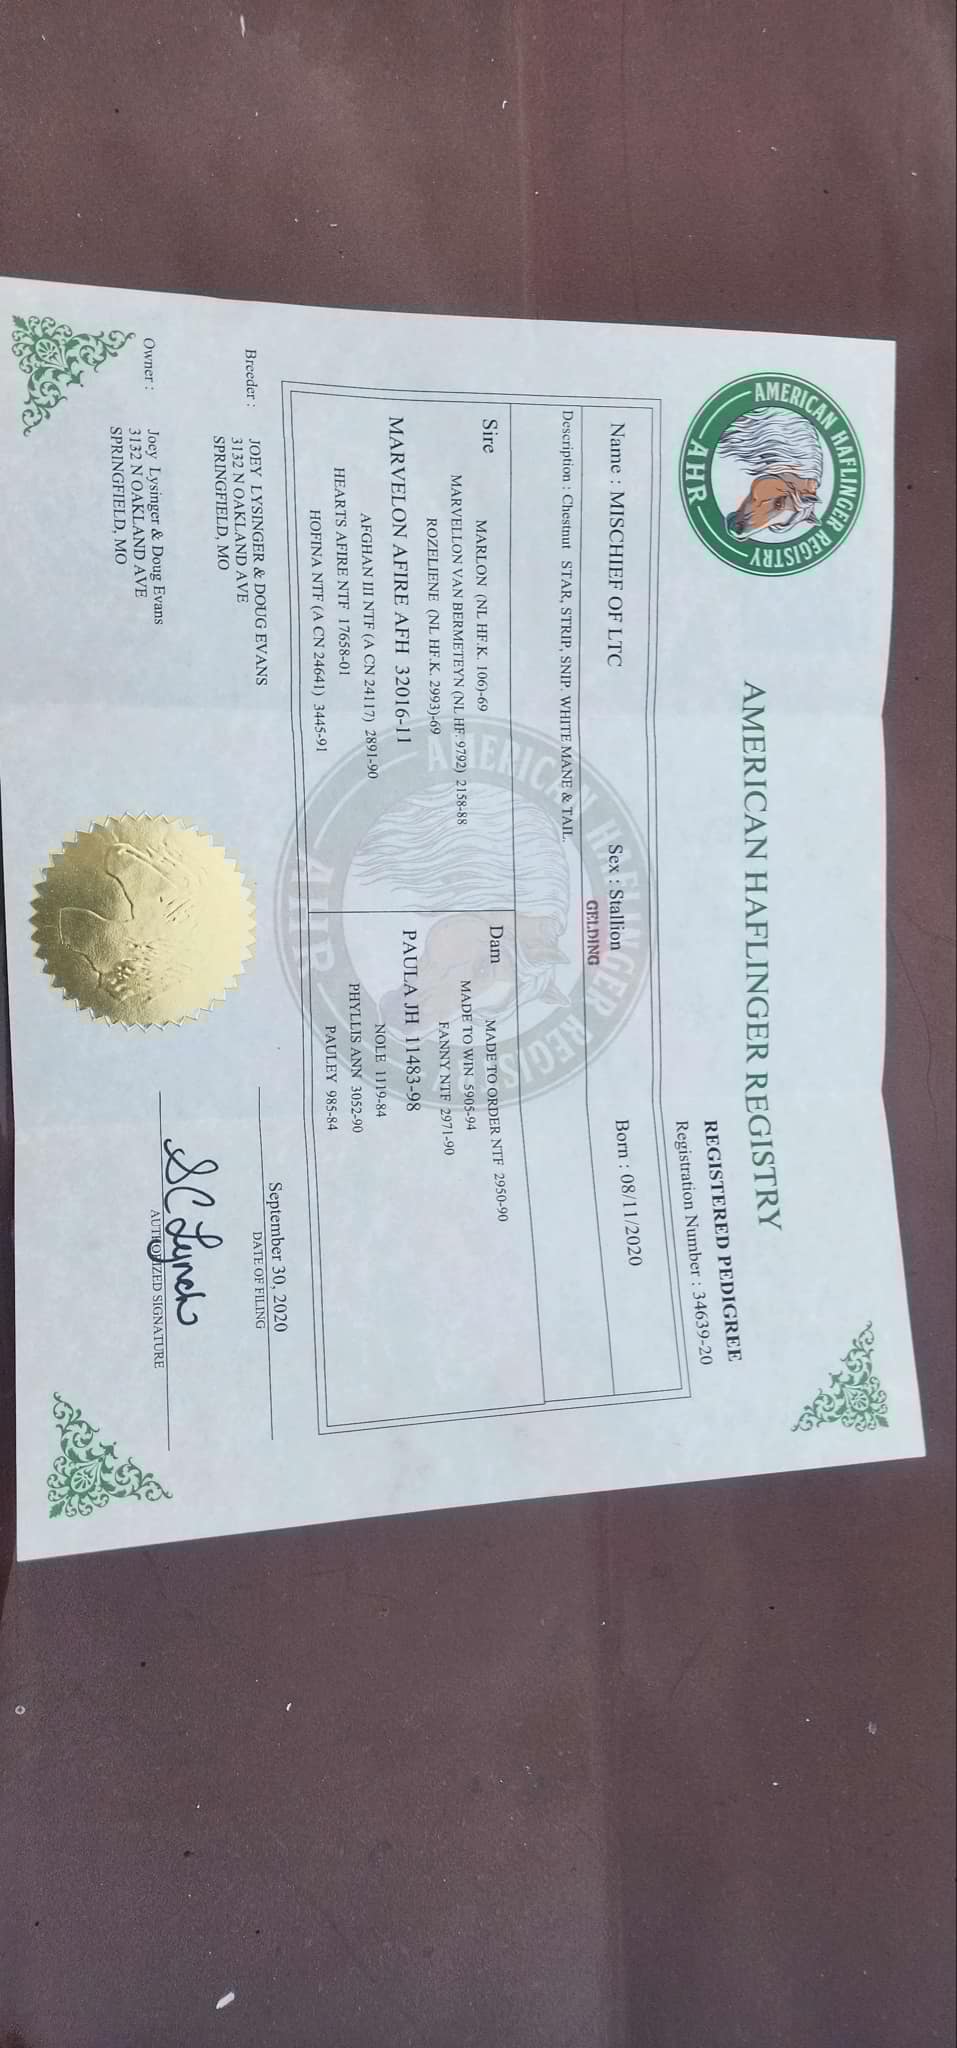 AMERICAN HAFLINGER REGISTRY
AHR
AMERICAN HAFLINGER REGISTRY
REGISTERED PEDIGREE
Registration Number : 34639-20
Name : MISCHIEF OF LTC Sex : Stallion Born : 08/11/2020
GELDING
Description : Chestnut STAR, STRIP, SNIP. WHITE MANE & TAIL.
Sire
MARLON (NL HF.K. 106)-69
MARVELLON VAN BERMETEYN (NL HF. 9792) 2158-88
ROZELIENE (NL HF.K. 2993)-69
MARVELON AFIRE AFH 32016-11
AFGHAN III NTF (A CN 24117) 2891-90
HEARTS AFIRE NTF 17658-01
HOFINA NTF (A CN 24641) 3445-91
Dam
MADE TO ORDER NTF 2950-90
MADE TO WIN 5905-94
FANNY NTF 2971-90
PAULA JH 11483-98
NOLE 1119-84
PHYLLIS ANN 3052-90
PAULEY 985-84
AMERICAN HAFLINGER REGISTRY
AHR
Breeder : JOEY LYSINGER & DOUG EVANS
3132 N OAKLAND AVE
SPRINGFIELD, MO
Owner : Joey Lysinger & Doug Evans
3132 N OAKLAND AVE
SPRINGFIELD, MO
September 30, 2020
DATE OF FILING
SC Lynch
AUTHORIZED SIGNATURE